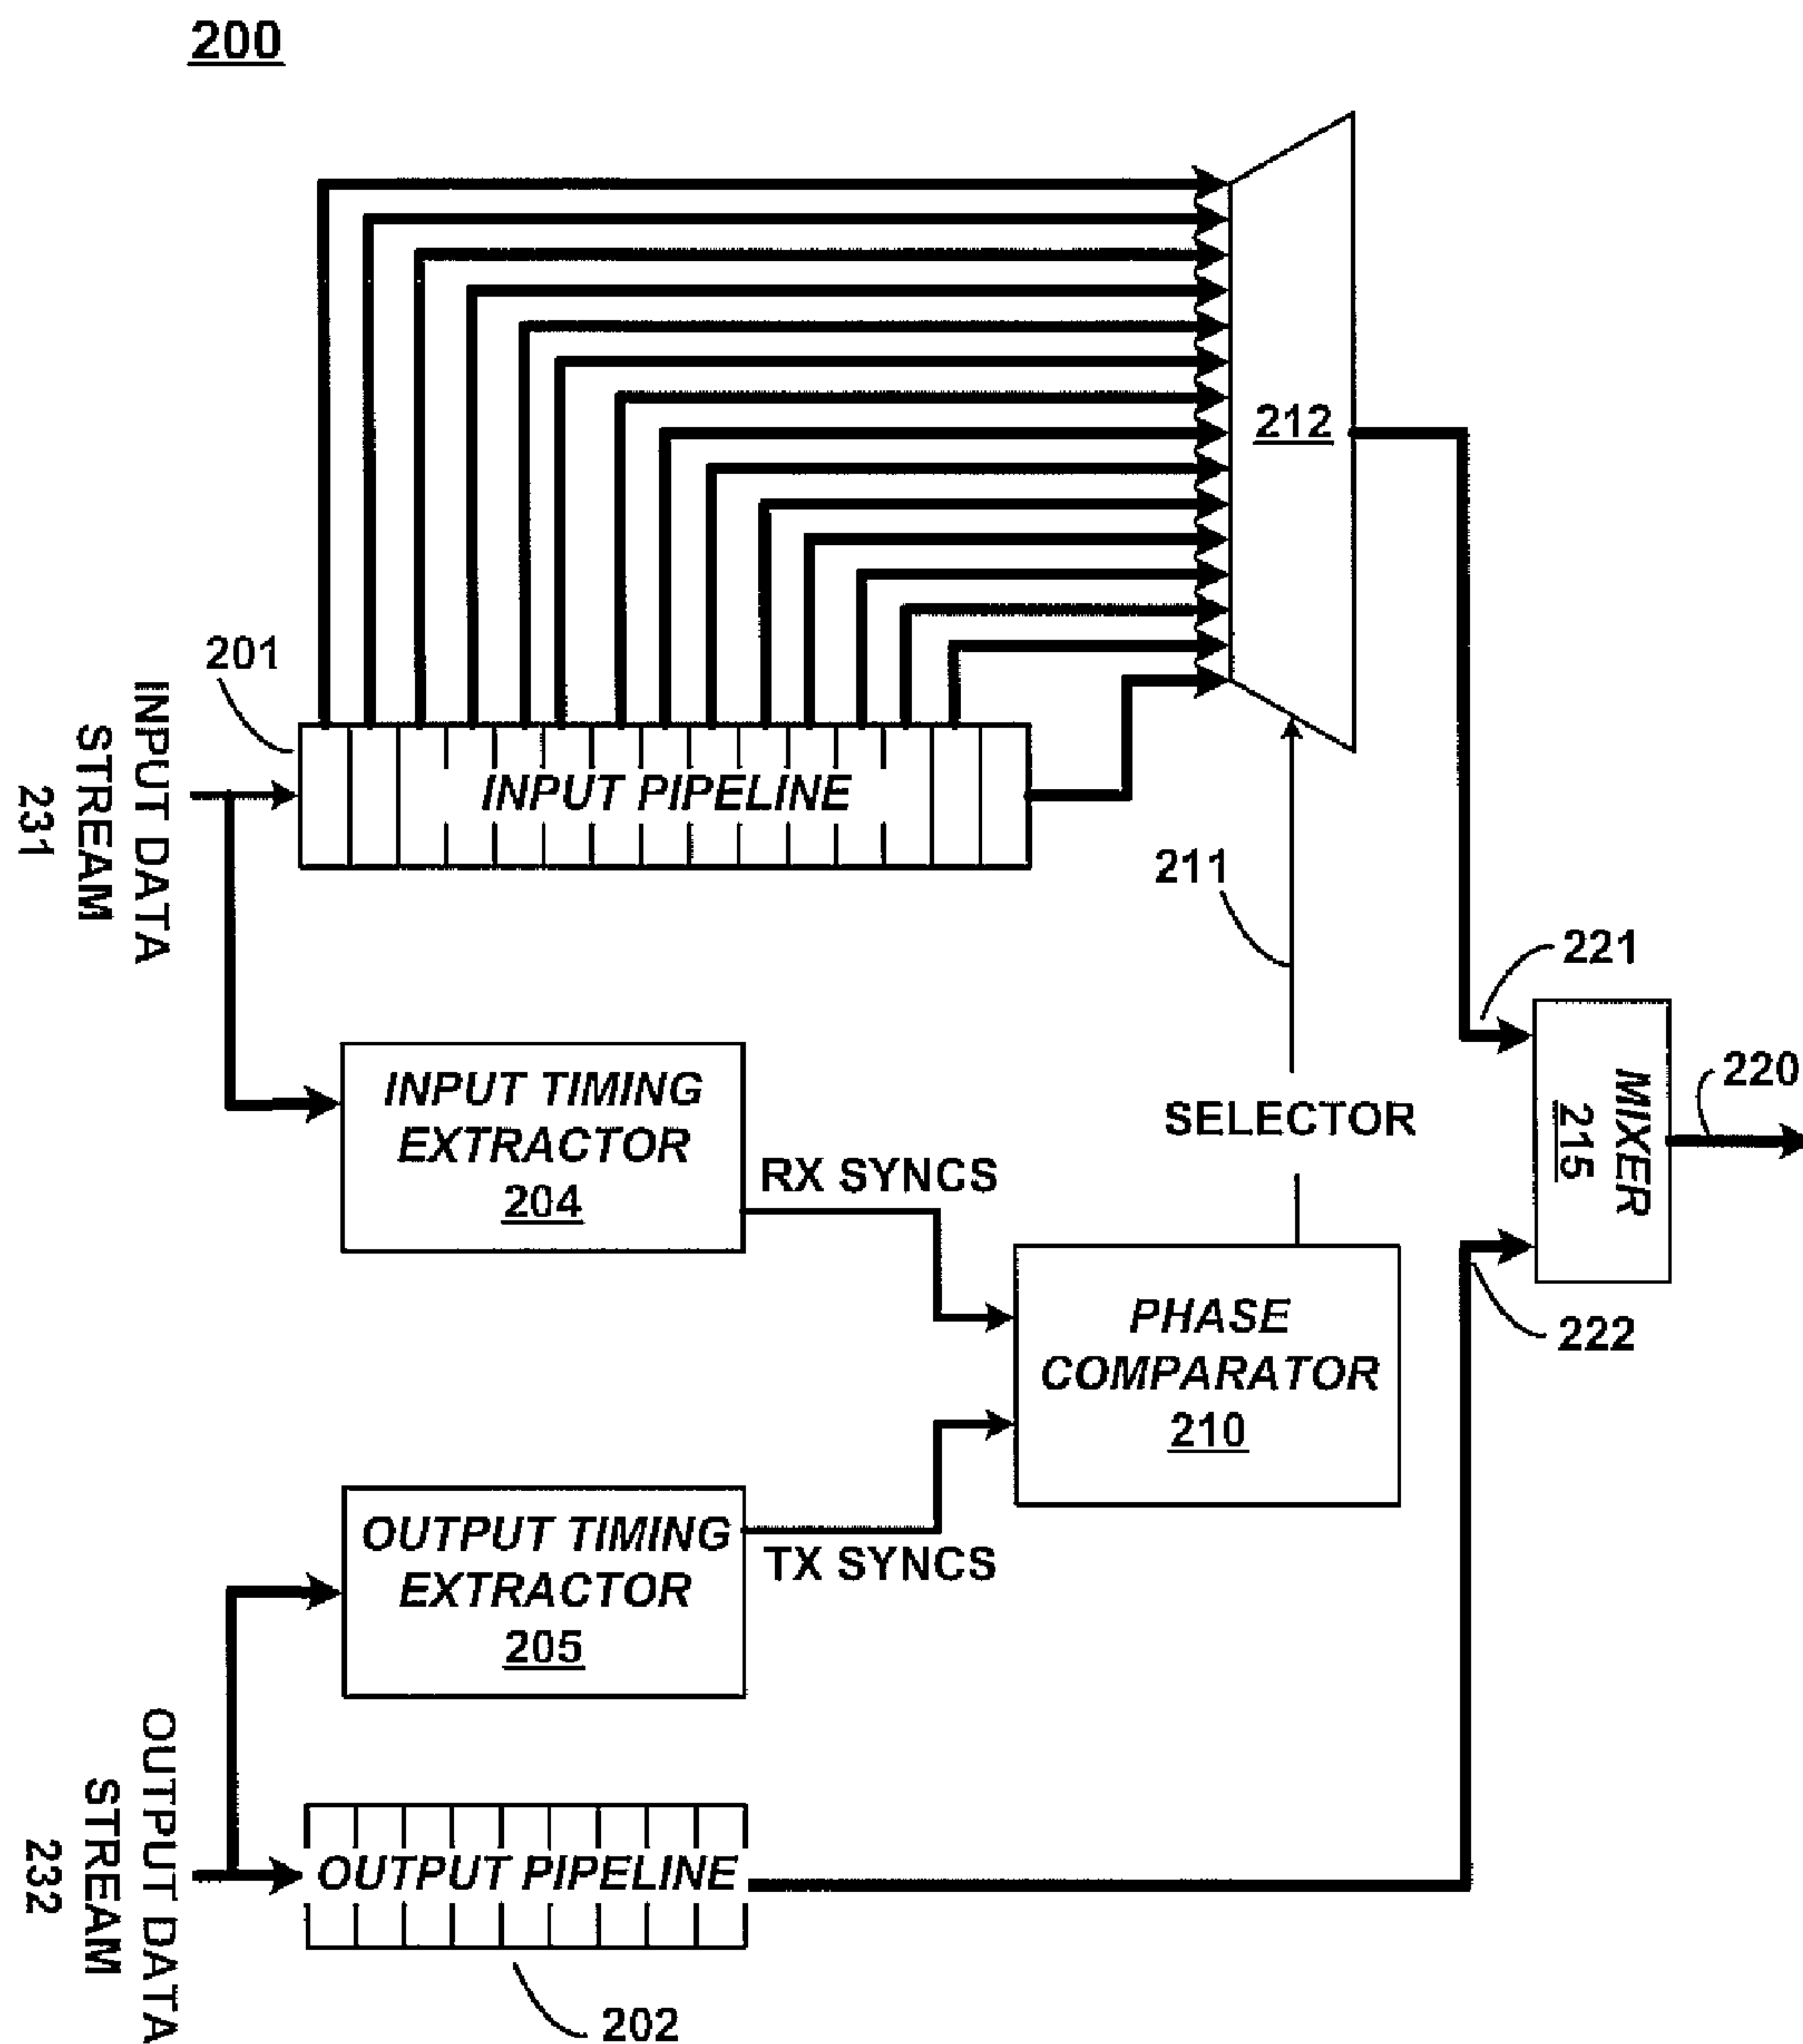 200
212
201
INPUT DATA
STREAM
231
INPUT PIPELINE
211
221
220
MIXER
215
INPUT TIMING
EXTRACTOR
204
RX SYNCS
SELECTOR
222
PHASE
COMPARATOR
210
OUTPUT TIMING
EXTRACTOR
205
TX SYNCS
OUTPUT DATA
STREAM
232
OUTPUT PIPELINE
202